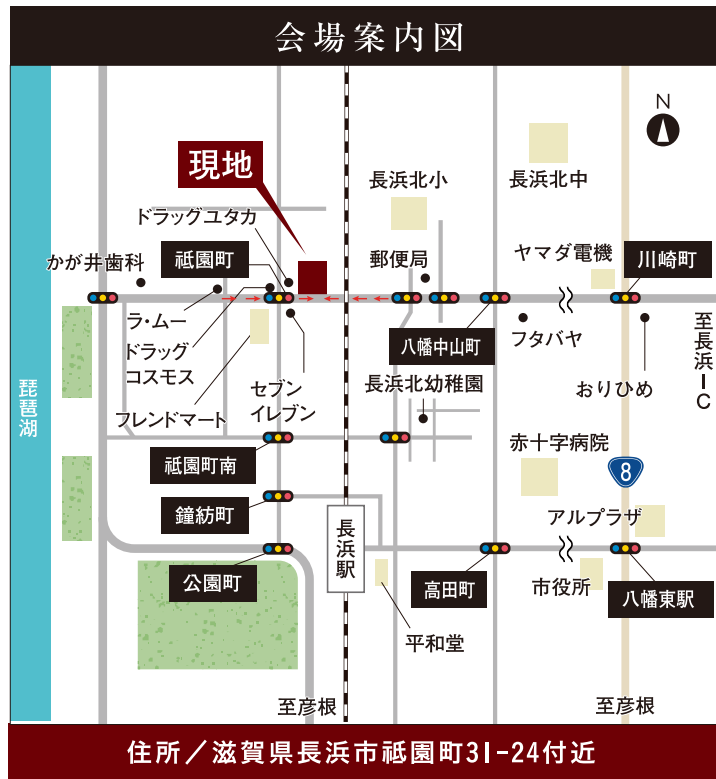 会場案内図
N
現地
長浜北小
長浜北中
ドラッグユタカ
かが井歯科
祇園町
郵便局
ヤマダ電機
川崎町
ラ・ムー
ドラッグ
コスモス
フレンドマート
セブン
イレブン
八幡中山町
フタバヤ
おりひめ
至長浜IC
長浜北幼稚園
琵琶湖
祇園町南
赤十字病院
8
鐘紡町
アルプラザ
長浜駅
公園町
高田町
市役所
八幡東駅
平和堂
至彦根
至彦根
住所／滋賀県長浜市祇園町31-24付近